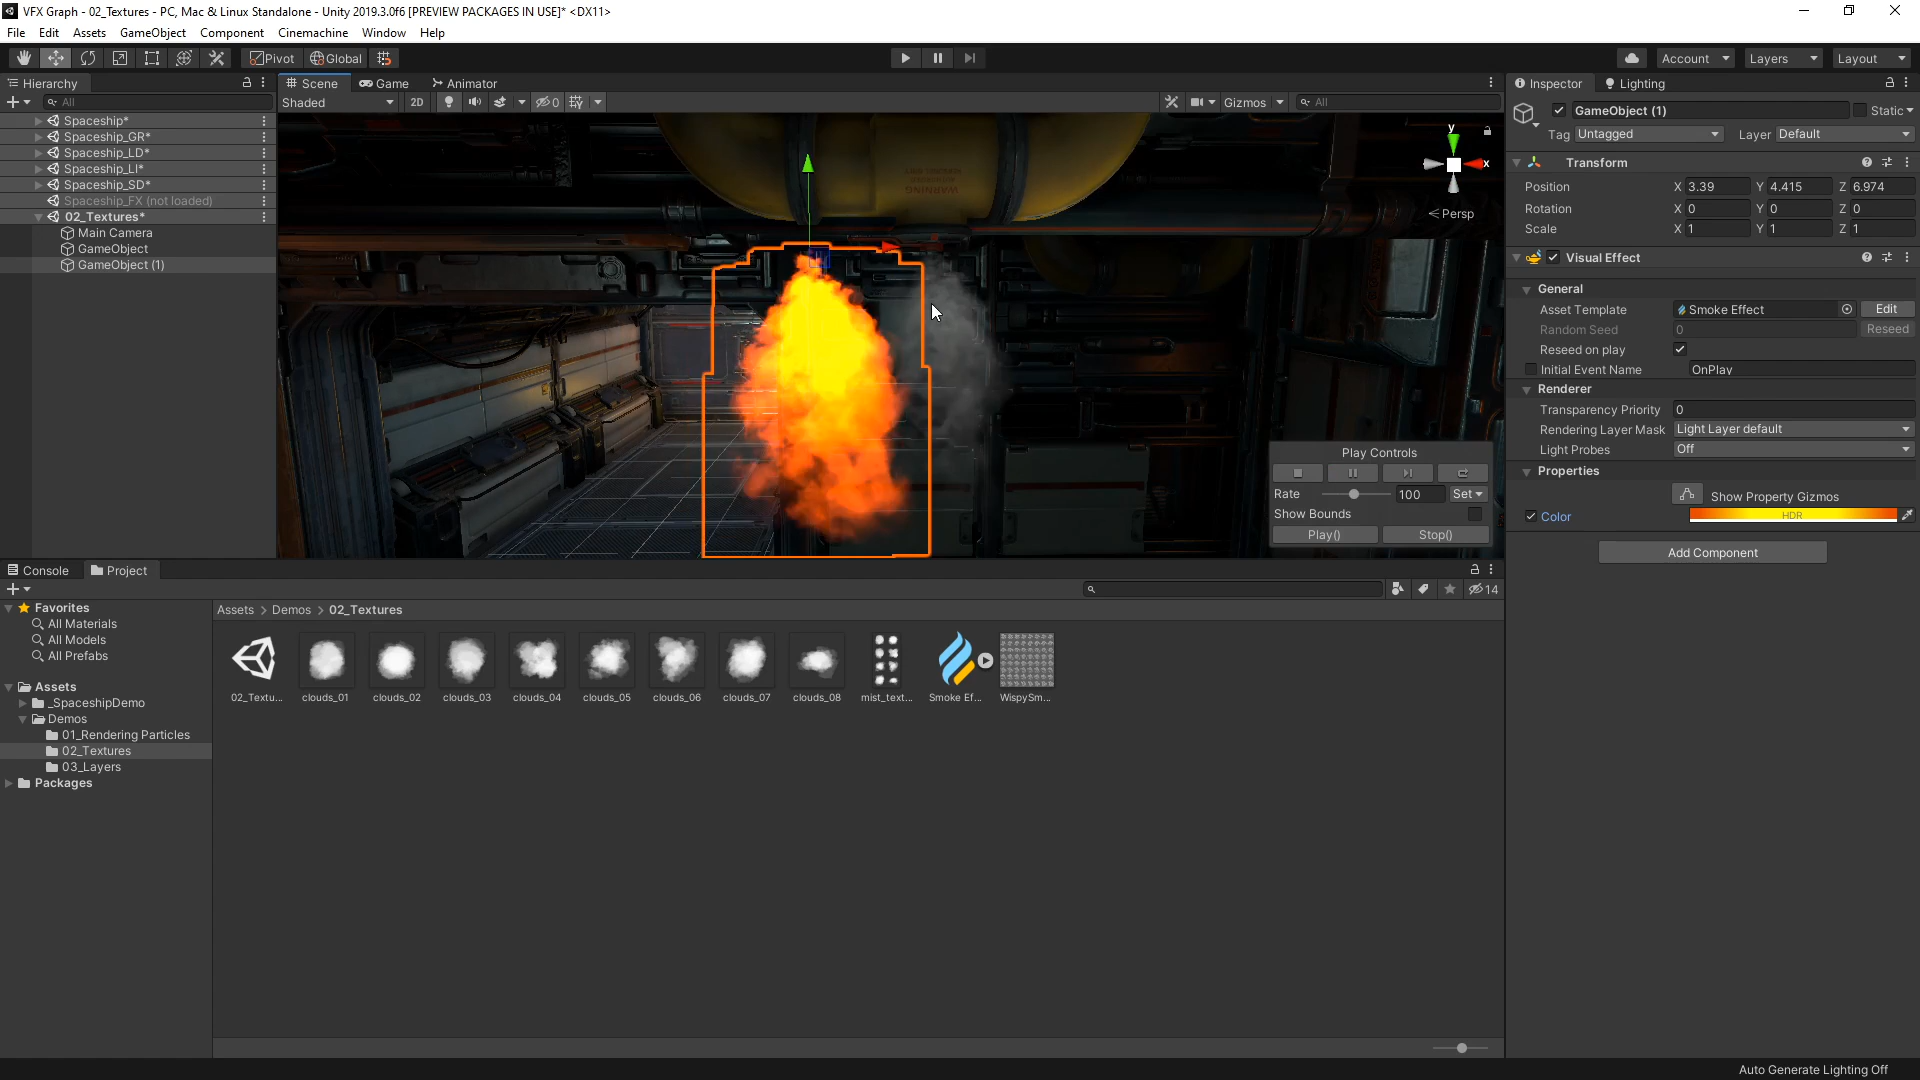 VFX Graph - 02_Textures - PC, Mac & Linux Standalone - Unity 2019.3.0f6 [PREVIEW PACKAGES IN USE]* <DX11>
File Edit Assets GameObject Component Cinemachine Window Help
Pivot Global Account Layers Layout
Hierarchy
All
Spaceship*
Spaceship_GR*
Spaceship_LD*
Spaceship_LI*
Spaceship_SD*
Spaceship_FX (not loaded)
02_Textures*
Main Camera
GameObject
GameObject (1)
Scene Game Animator
Shaded 2D 0 Gizmos All
WARNING
y
x
Persp
Play Controls
Rate 100 Set
Show Bounds
Play() Stop()
Inspector Lighting
GameObject (1) Static
Tag Untagged Layer Default
Transform
Position X 3.39 Y 4.415 Z 6.974
Rotation X 0 Y 0 Z 0
Scale X 1 Y 1 Z 1
Visual Effect
General
Asset Template Smoke Effect Edit
Random Seed 0 Reseed
Reseed on play
Initial Event Name OnPlay
Renderer
Transparency Priority 0
Rendering Layer Mask Light Layer default
Light Probes Off
Properties
Show Property Gizmos
Color HDR
Add Component
Console Project
14
Favorites
All Materials
All Models
All Prefabs
Assets
_SpaceshipDemo
Demos
01_Rendering Particles
02_Textures
03_Layers
Packages
Assets > Demos > 02_Textures
02_Textu... clouds_01 clouds_02 clouds_03 clouds_04 clouds_05 clouds_06 clouds_07 clouds_08 mist_text... Smoke Ef... WispySm...
Auto Generate Lighting Off